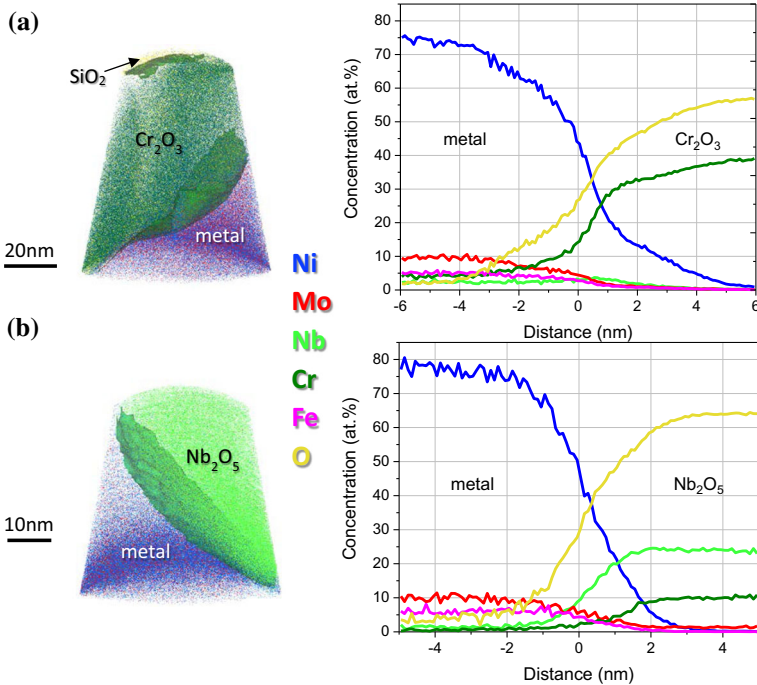 (a)
SiO₂
Cr₂O₃
metal
20nm
Concentration (at.%)
80
70
60
50
40
30
20
10
0
metal
Cr₂O₃
-6
-4
-2
0
2
4
6
Distance (nm)
Ni
Mo
Nb
Cr
Fe
O
(b)
Nb₂O₅
metal
10nm
Concentration (at.%)
80
70
60
50
40
30
20
10
0
metal
Nb₂O₅
-4
-2
0
2
4
Distance (nm)